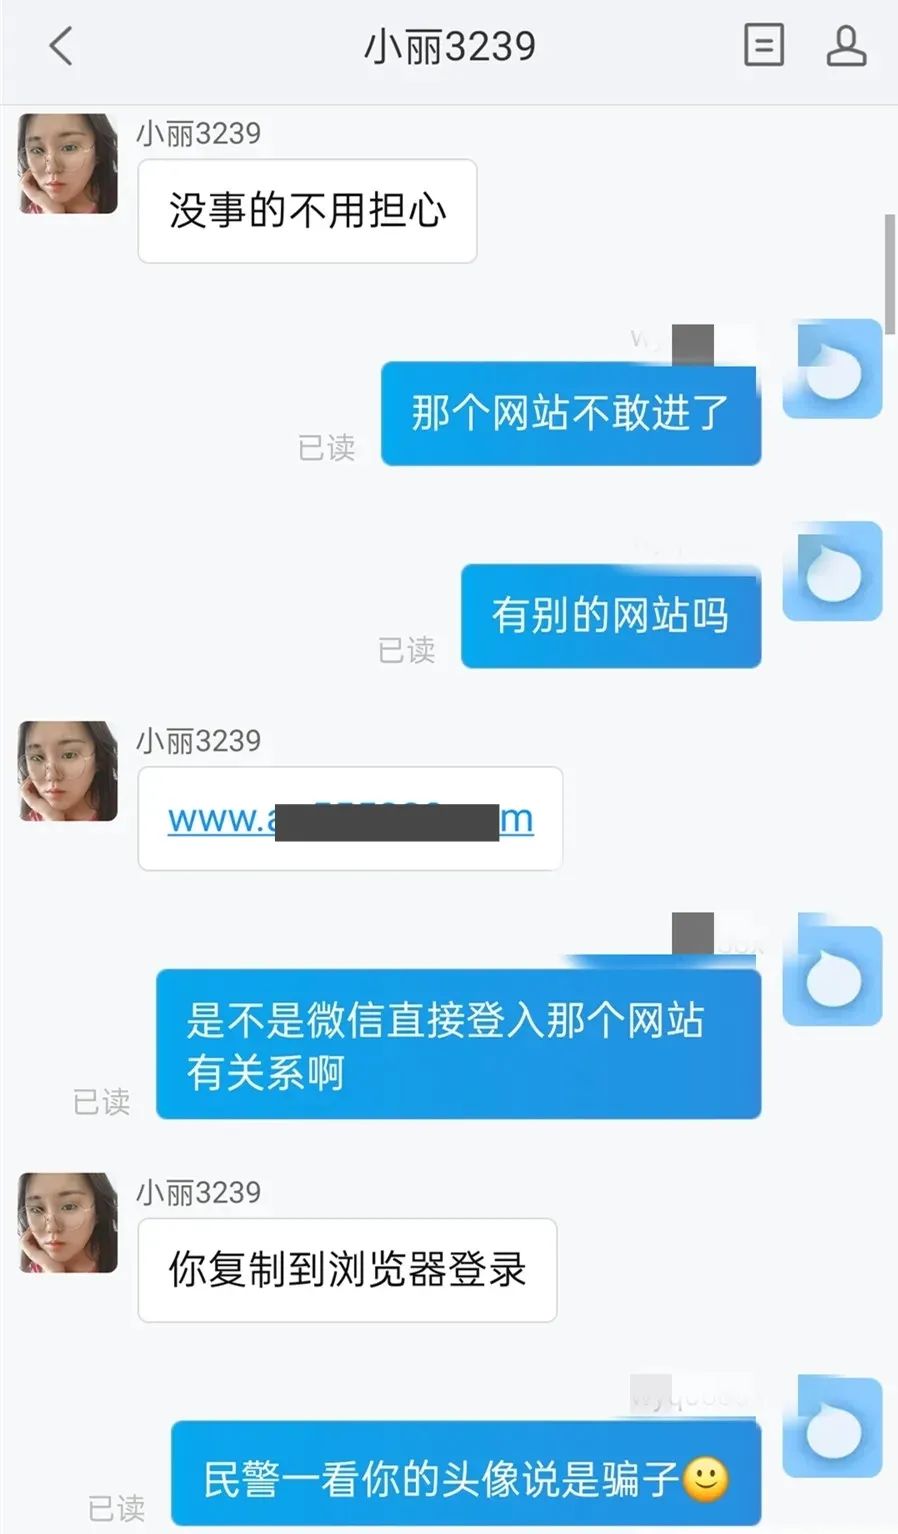 小丽3239
小丽3239
没事的不用担心
那个网站不敢进了
已读
有别的网站吗
已读
小丽3239
www.
m
是不是微信直接登入那个网站
有关系啊
已读
小丽3239
你复制到浏览器登录
民警一看你的头像说是骗子
已读